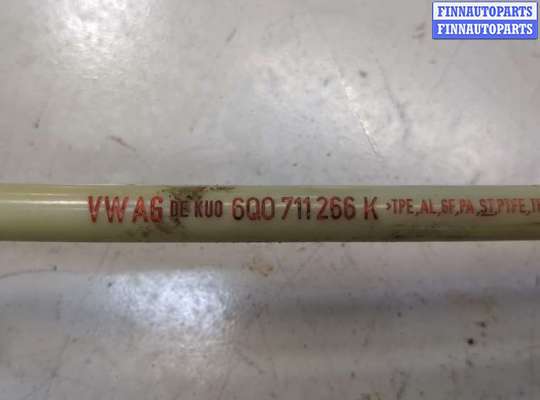 FINNAUTOPARTS
FINNAUTOPARTS
VW AG DE KUO 6Q0 711 266 K >TPE,AL,GF,PA,ST,PTFE,